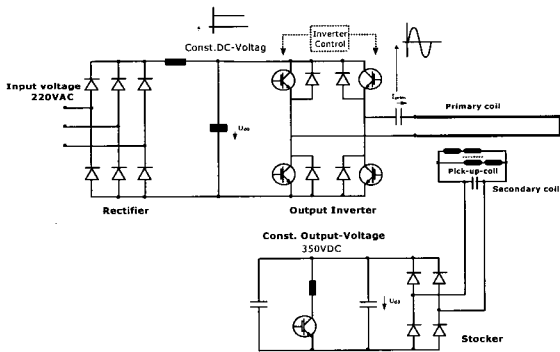 Inverter
Control
Const.DC-Voltag
Input voltage
220VAC
Primary coil
Pick-up-coil
Secondary coil
Rectifier
Output Inverter
Const. Output-Voltage
350VDC
Stocker